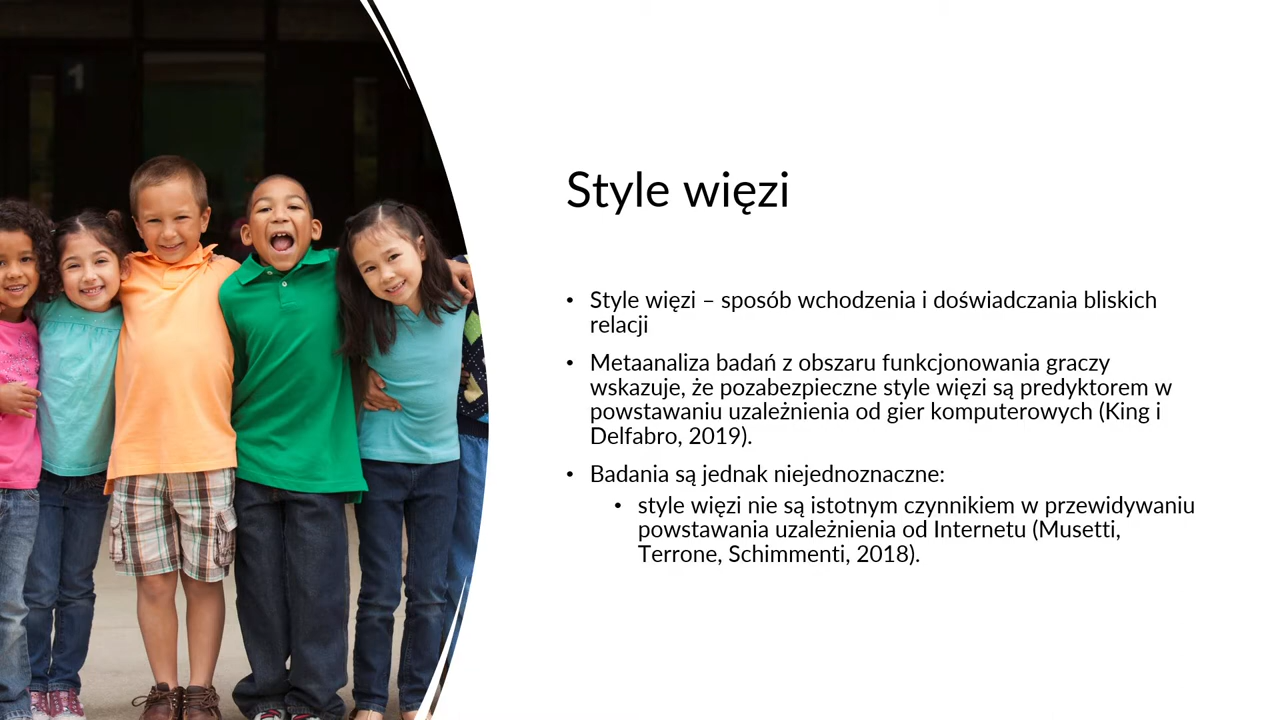 1
Style więzi
• Style więzi – sposób wchodzenia i doświadczania bliskich
relacji
• Metaanaliza badań z obszaru funkcjonowania graczy
wskazuje, że pozabezpieczne style więzi są predyktorem w
powstawaniu uzależnienia od gier komputerowych (King i
Delfabro, 2019).
• Badania są jednak niejednoznaczne:
• style więzi nie są istotnym czynnikiem w przewidywaniu
powstawania uzależnienia od Internetu (Musetti,
Terrone, Schimmenti, 2018).